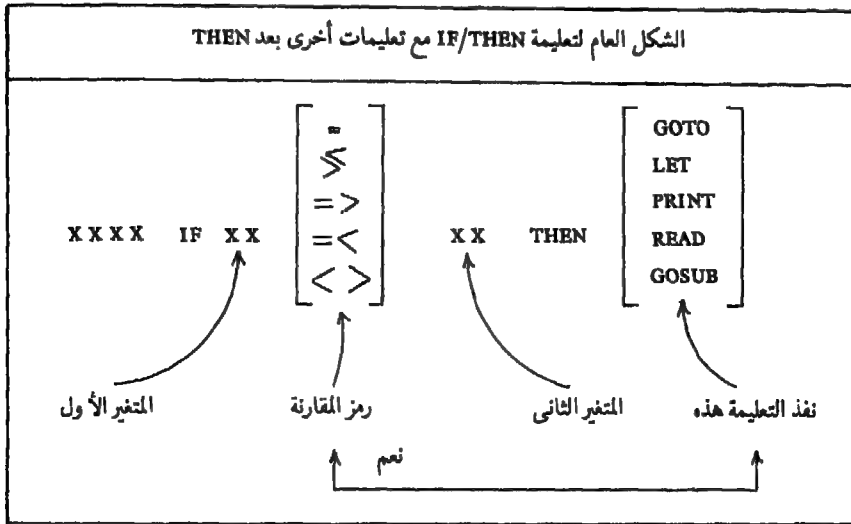 الشكل العام لتعليمة IF/THEN مع تعليمات أخرى بعد THEN
XXXX IF XX
=
<
>
=>
=<
<>
XX THEN
GOTO
LET
PRINT
READ
GOSUB
المتغير الأول
رمز المقارنة
المتغير الثانى
نفذ التعليمة هذه
نعم